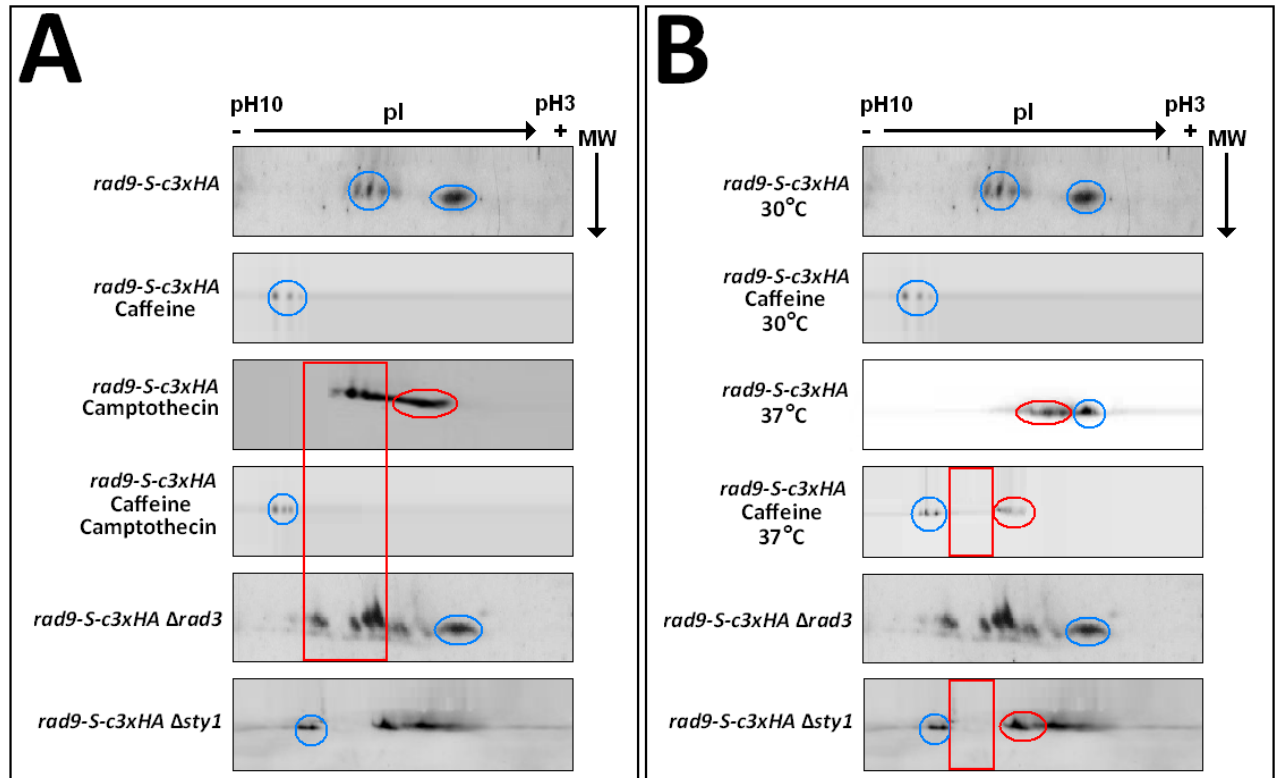 A
pH10 pI pH3
- + MW
rad9-S-c3xHA
rad9-S-c3xHA
Caffeine
rad9-S-c3xHA
Camptothecin
rad9-S-c3xHA
Caffeine
Camptothecin
rad9-S-c3xHA Δrad3
rad9-S-c3xHA Δsty1
B
pH10 pI pH3
- + MW
rad9-S-c3xHA
30°C
rad9-S-c3xHA
Caffeine
30°C
rad9-S-c3xHA
37°C
rad9-S-c3xHA
Caffeine
37°C
rad9-S-c3xHA Δrad3
rad9-S-c3xHA Δsty1